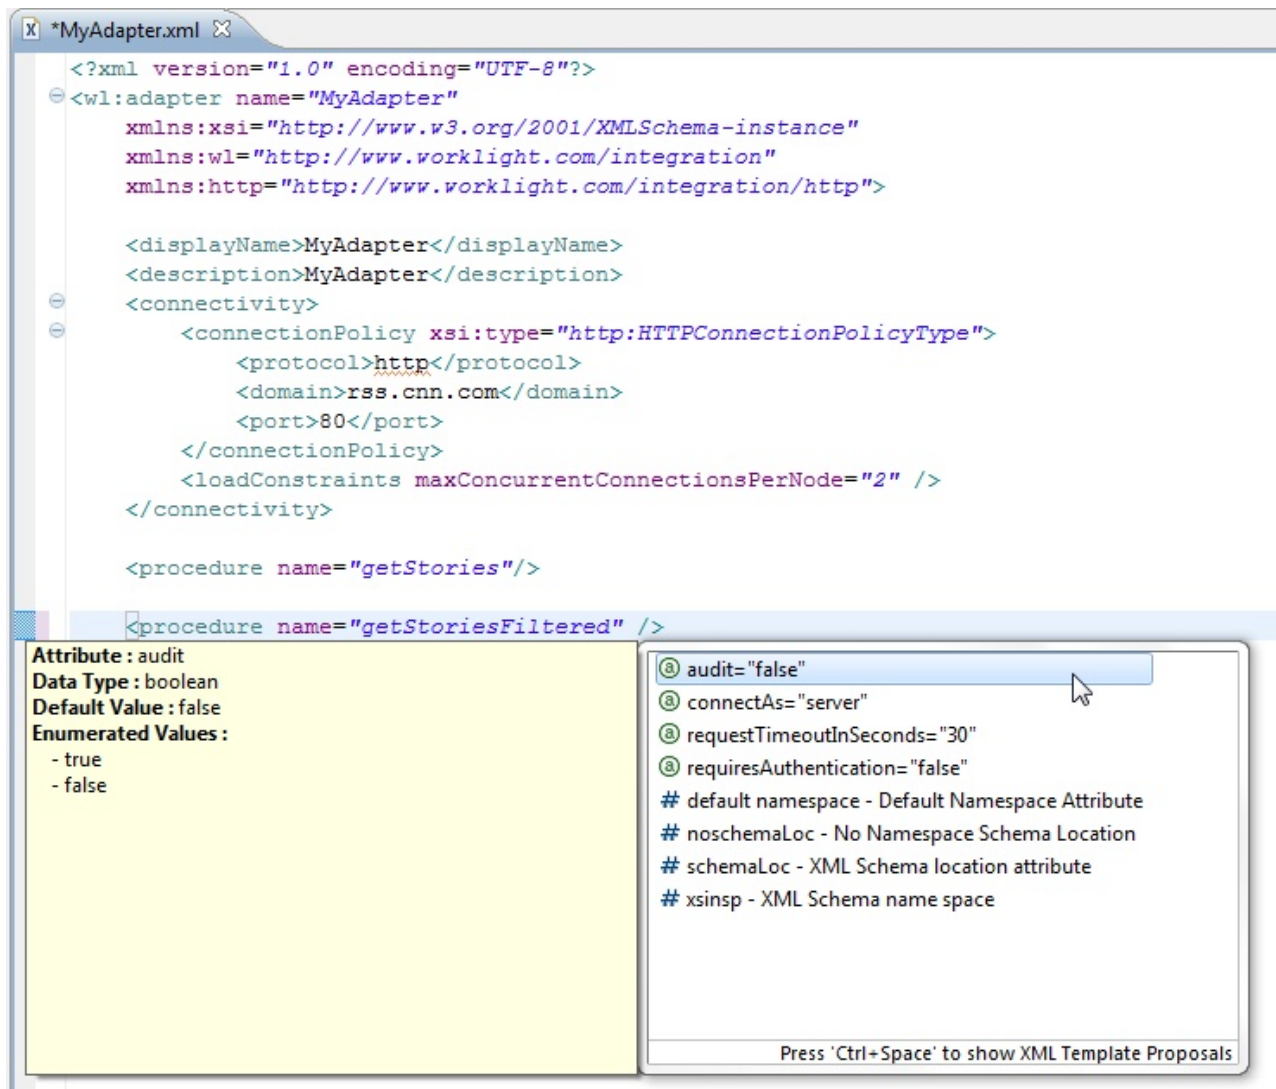 *MyAdapter.xml
<?xml version="1.0" encoding="UTF-8"?>
<wl:adapter name="MyAdapter"
xmlns:xsi="http://www.w3.org/2001/XMLSchema-instance"
xmlns:wl="http://www.worklight.com/integration"
xmlns:http="http://www.worklight.com/integration/http">
<displayName>MyAdapter</displayName>
<description>MyAdapter</description>
<connectivity>
<connectionPolicy xsi:type="http:HTTPConnectionPolicyType">
<protocol>http</protocol>
<domain>rss.cnn.com</domain>
<port>80</port>
</connectionPolicy>
<loadConstraints maxConcurrentConnectionsPerNode="2" />
</connectivity>
<procedure name="getStories"/>
<procedure name="getStoriesFiltered" />
Attribute : audit
Data Type : boolean
Default Value : false
Enumerated Values :
- true
- false
audit="false"
connectAs="server"
requestTimeoutInSeconds="30"
requiresAuthentication="false"
# default namespace - Default Namespace Attribute
# noschemaLoc - No Namespace Schema Location
# schemaLoc - XML Schema location attribute
# xsinsp - XML Schema name space
Press 'Ctrl+Space' to show XML Template Proposals